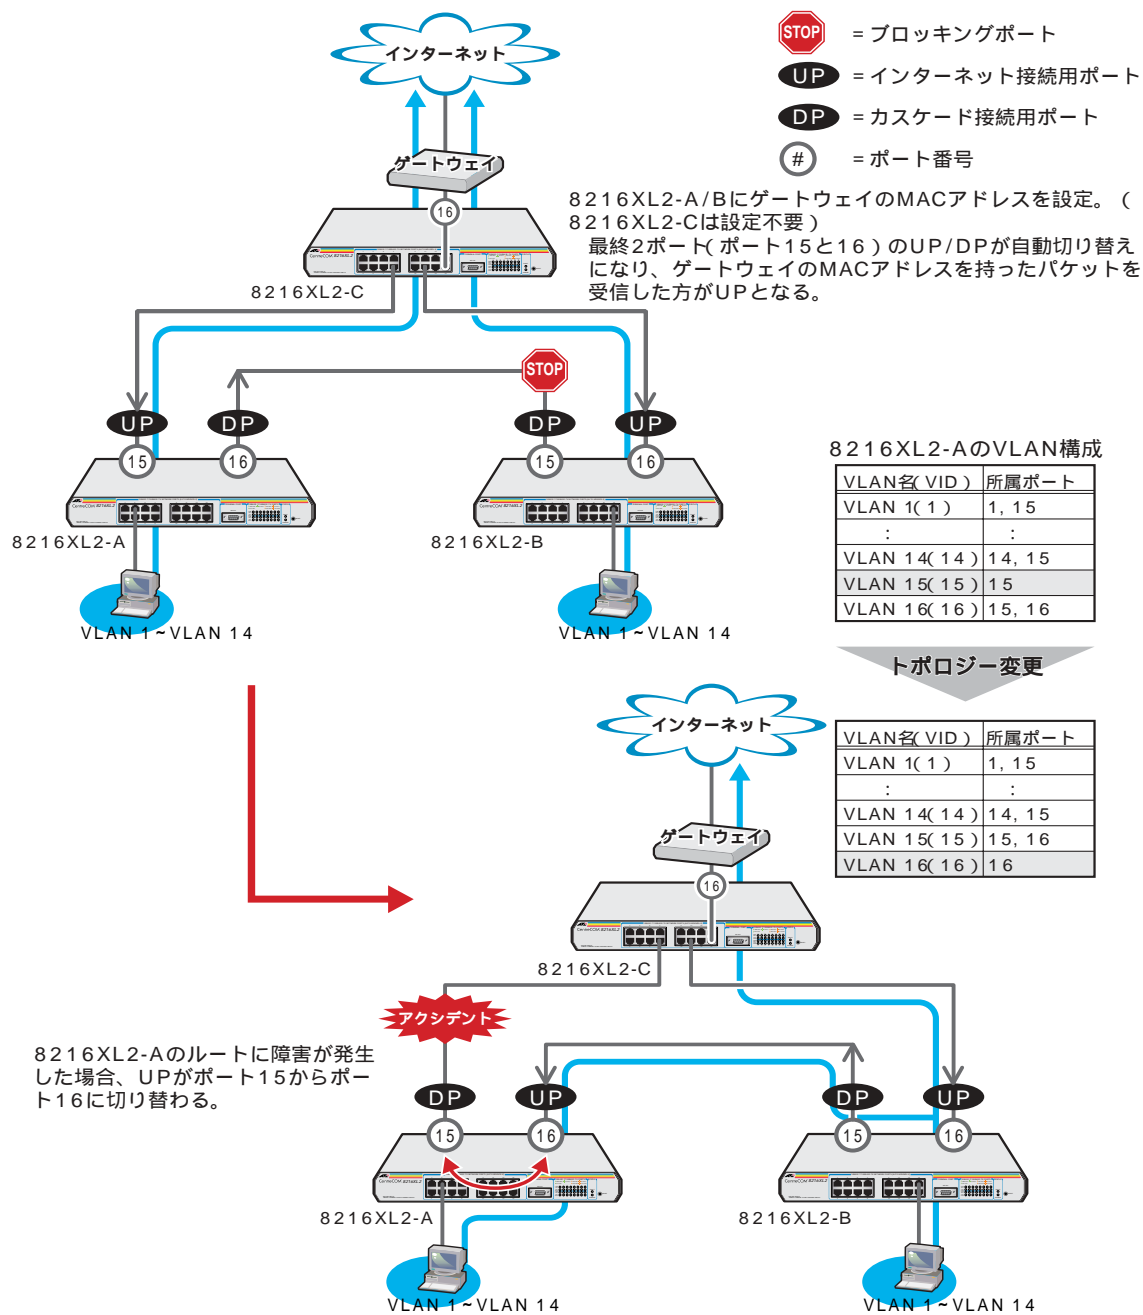 インターネット
STOP = ブロッキングポート
UP = インターネット接続用ポート
DP = カスケード接続用ポート
# = ポート番号
ゲートウェイ
16
8216XL2-A/BにゲートウェイのMACアドレスを設定。（
8216XL2-Cは設定不要）
最終2ポート(ポート15と16)のUP/DPが自動切り替え
になり、ゲートウェイのMACアドレスを持ったパケットを
受信した方がUPとなる。
CentreCOM 8216XL2
8216XL2-C
STOP
UP
DP
DP
UP
15
16
15
16
CentreCOM 8216XL2
CentreCOM 8216XL2
8216XL2-A
8216XL2-B
VLAN 1~VLAN 14
VLAN 1~VLAN 14
8216XL2-AのVLAN構成
VLAN名(VID) 所属ポート
VLAN 1(1) 1, 15
: :
VLAN 14(14) 14, 15
VLAN 15(15) 15
VLAN 16(16) 15, 16
トポロジー変更
VLAN名(VID) 所属ポート
VLAN 1(1) 1, 15
: :
VLAN 14(14) 14, 15
VLAN 15(15) 15, 16
VLAN 16(16) 16
インターネット
ゲートウェイ
16
CentreCOM 8216XL2
8216XL2-C
アクシデント
8216XL2-Aのルートに障害が発生
した場合、UPがポート15からポー
ト16に切り替わる。
DP
UP
DP
UP
15
16
15
16
CentreCOM 8216XL2
CentreCOM 8216XL2
8216XL2-A
8216XL2-B
VLAN 1~VLAN 14
VLAN 1~VLAN 14